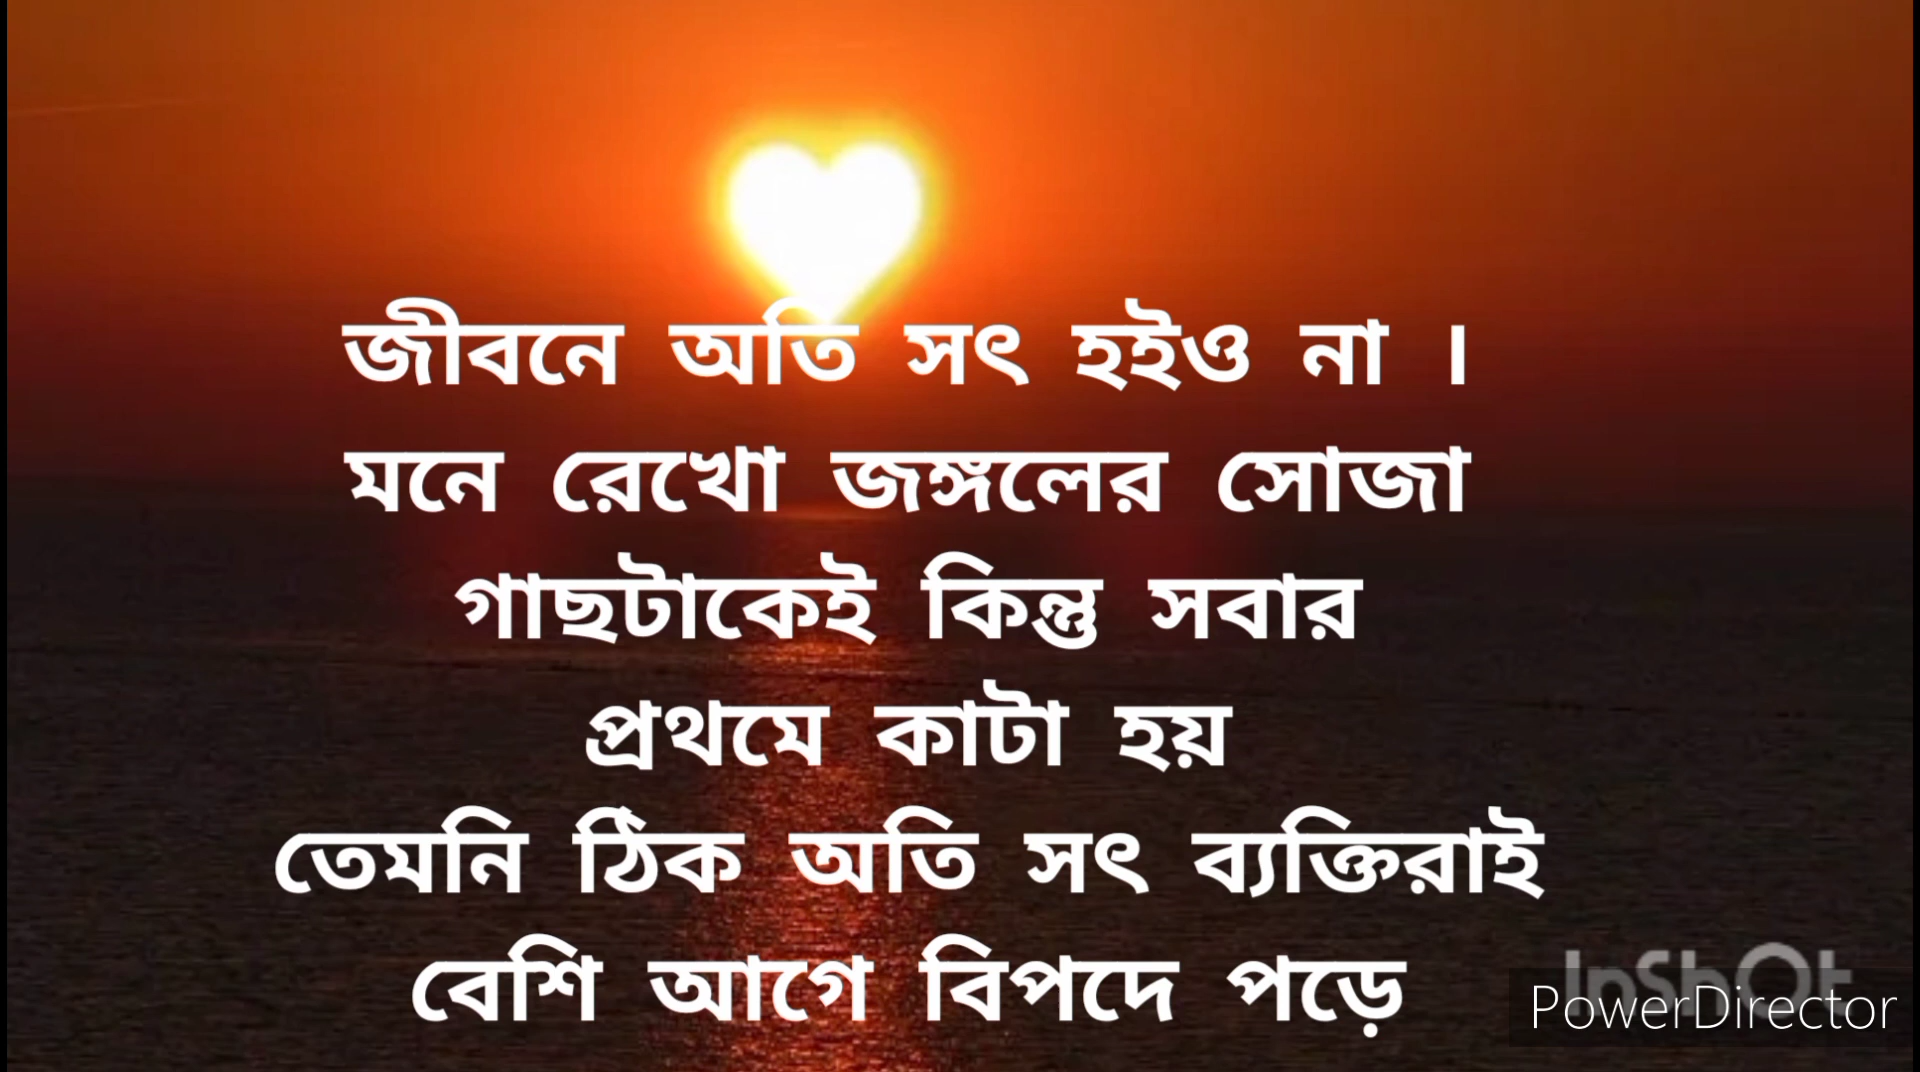 জীবনে অতি সৎ হইও না ।
মনে রেখো জঙ্গলের সোজা
গাছটাকেই কিন্তু সবার
প্রথমে কাটা হয়
তেমনি ঠিক অতি সৎ ব্যক্তিরাই
বেশি আগে বিপদে পড়ে
InShOt
PowerDirector